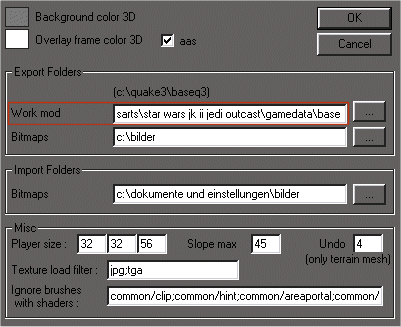 Background color 3D
OK
Overlay frame color 3D
aas
Cancel
Export Folders
(c:\quake3\baseq3)
Work mod
sarts\star wars jk ii jedi outcast\gamedata\base
...
Bitmaps
c:\bilder
...
Import Folders
Bitmaps
c:\dokumente und einstellungen\bilder
...
Misc
Player size : 32 32 56 Slope max 45 Undo 4
(only terrain mesh)
Texture load filter : jpg;tga
Ignore brushes
with shaders : common/clip;common/hint;common/areaportal;common/